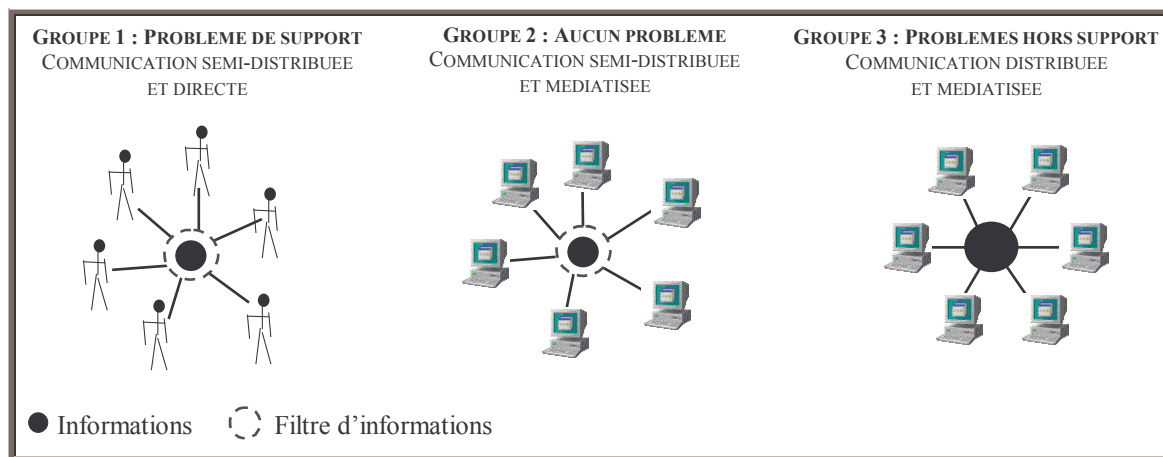 GROUPE 1 : PROBLEME DE SUPPORT
COMMUNICATION SEMI-DISTRIBUEE
ET DIRECTE
GROUPE 2 : AUCUN PROBLEME
COMMUNICATION SEMI-DISTRIBUEE
ET MEDIATISEE
GROUPE 3 : PROBLEMES HORS SUPPORT
COMMUNICATION DISTRIBUEE
ET MEDIATISEE
Informations
Filtre d'informations